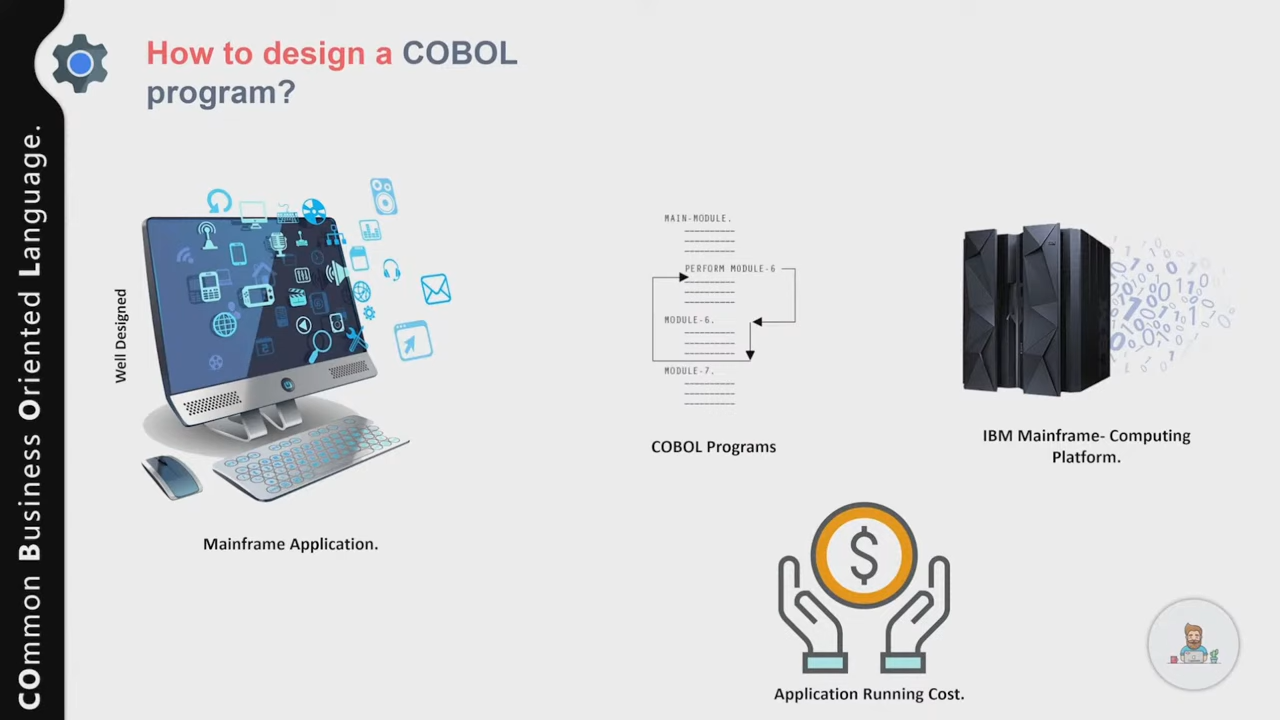 How to design a COBOL
program?
COmmon Business Oriented Language.
Well Designed
Mainframe Application.
MAIN-MODULE.
PERFORM MODULE-6
MODULE-6.
MODULE-7.
COBOL Programs
IBM Mainframe- Computing
Platform.
Application Running Cost.